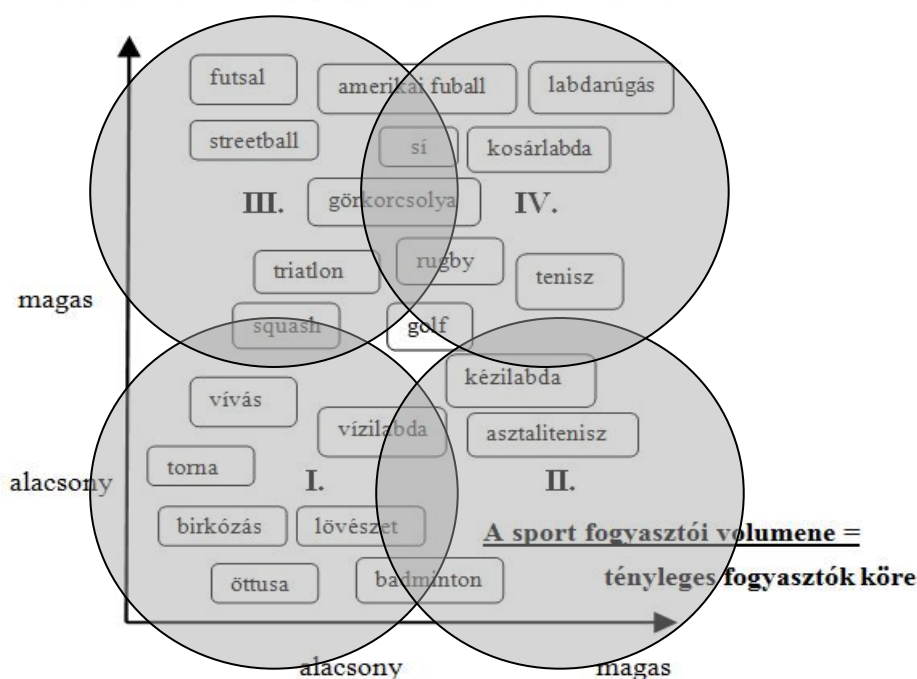 futsal
amerikai fuball
labdarúgás
streetball
sí
kosárlabda
III.
görkorcsolya
IV.
triatlon
rugby
tenisz
magas
squash
golf
kézilabda
vívás
vízilabda
asztalitenisz
torna
alacsony
I.
II.
birkózás
lövészet
A sport fogyasztói volumene =
tényleges fogyasztók köre
öttusa
badminton
alacsony
magas